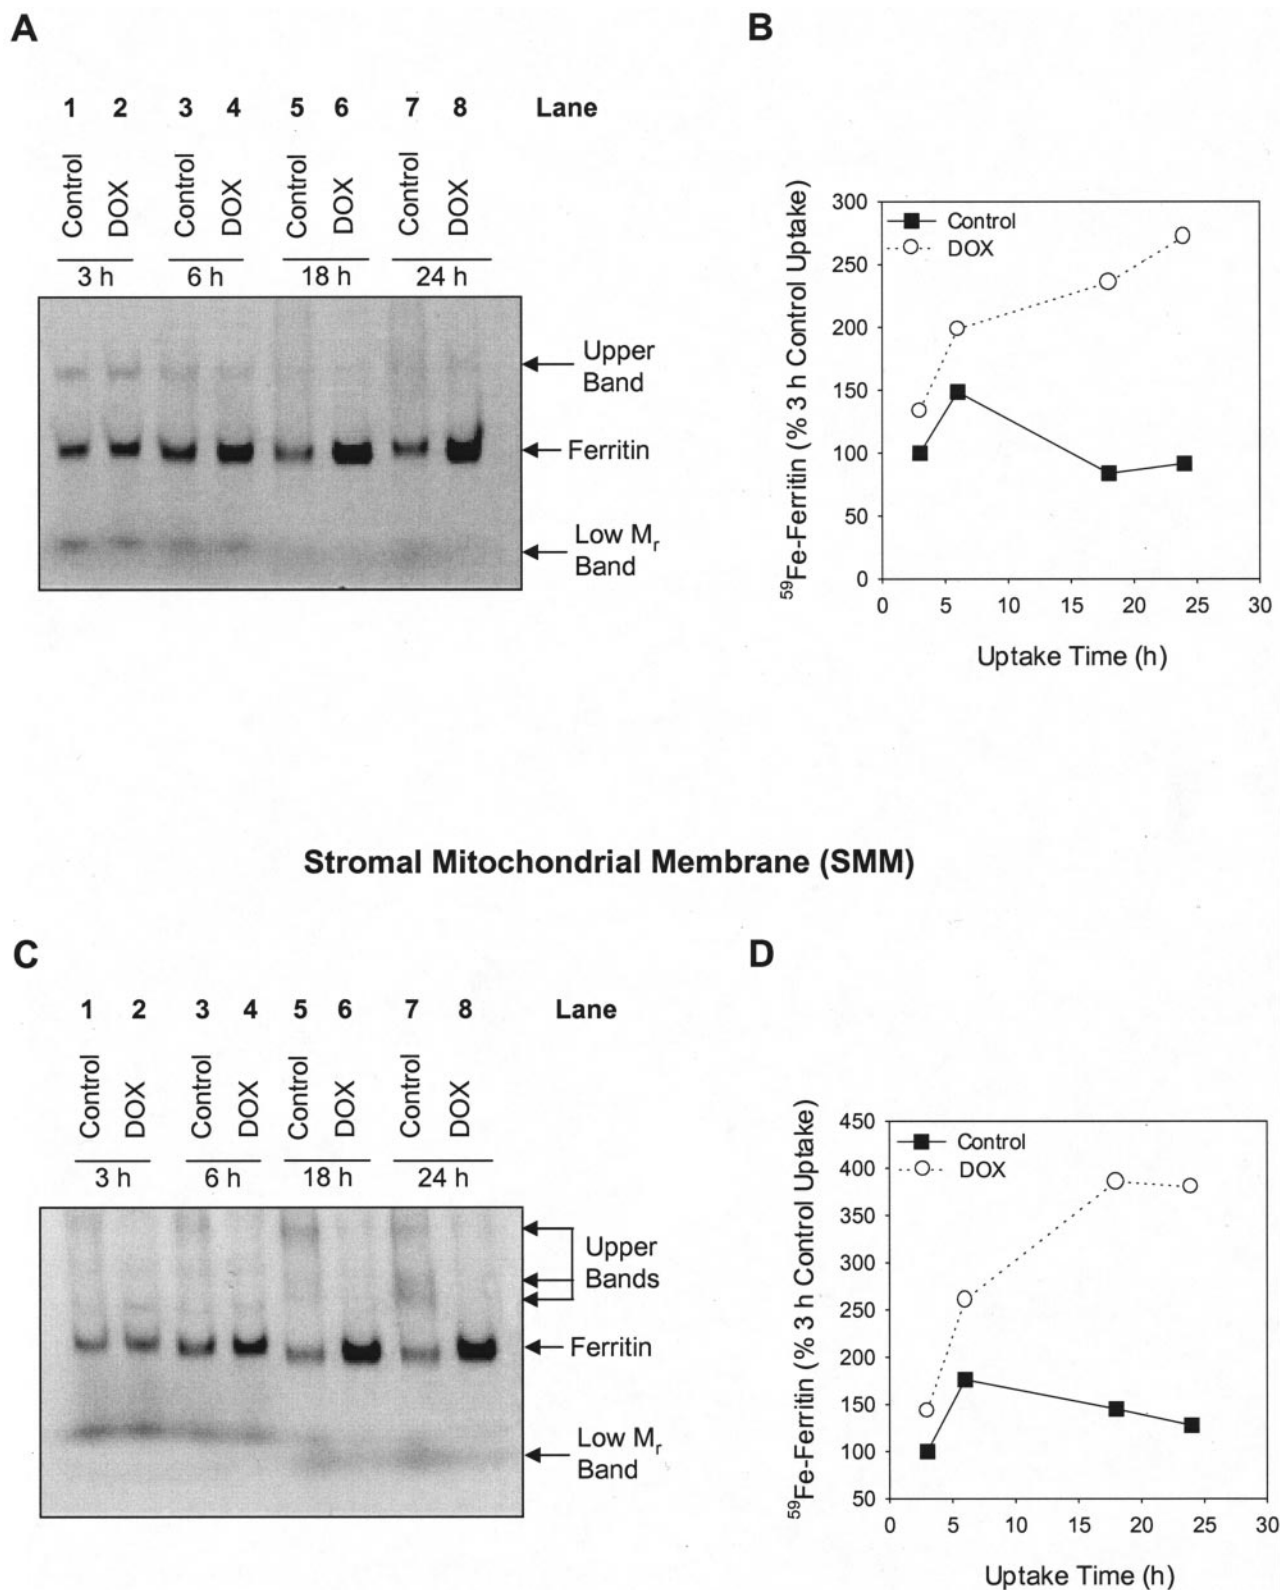 A
1 2 3 4 5 6 7 8 Lane
Control DOX Control DOX Control DOX Control DOX
3 h 6 h 18 h 24 h
Upper
Band
Ferritin
Low Mr
Band
B
59Fe-Ferritin (% 3 h Control Uptake)
300
250
200
150
100
50
0
Control
DOX
0 5 10 15 20 25 30
Uptake Time (h)
Stromal Mitochondrial Membrane (SMM)
C
1 2 3 4 5 6 7 8 Lane
Control DOX Control DOX Control DOX Control DOX
3 h 6 h 18 h 24 h
Upper
Bands
Ferritin
Low Mr
Band
D
59Fe-Ferritin (% 3 h Control Uptake)
450
400
350
300
250
200
150
100
50
Control
DOX
0 5 10 15 20 25 30
Uptake Time (h)